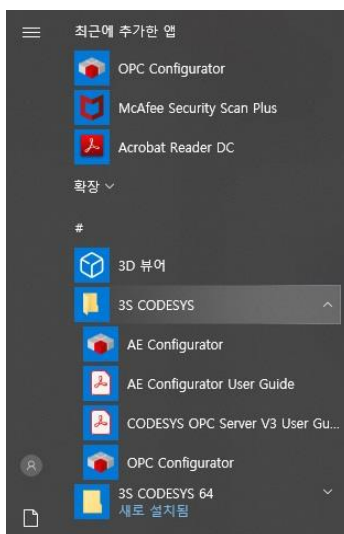 최근에 추가한 앱
OPC Configurator
McAfee Security Scan Plus
Acrobat Reader DC
확장
#
3D 뷰어
3S CODESYS
AE Configurator
AE Configurator User Guide
CODESYS OPC Server V3 User Gu...
OPC Configurator
3S CODESYS 64
새로 설치됨